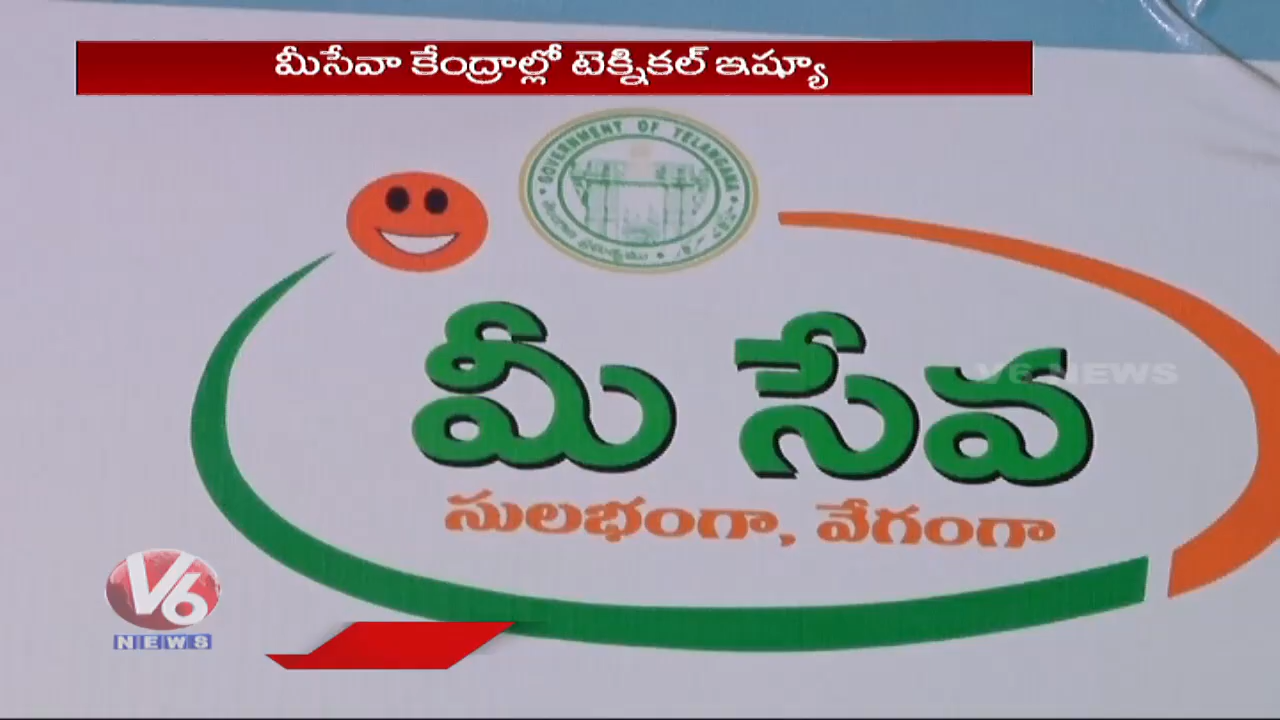 మీసేవా కేంద్రాల్లో టెక్నికల్ ఇష్యూ
GOVERNMENT OF TELANGANA
మీ సేవ
V6 NEWS
సులభంగా, వేగంగా
V6
NEWS